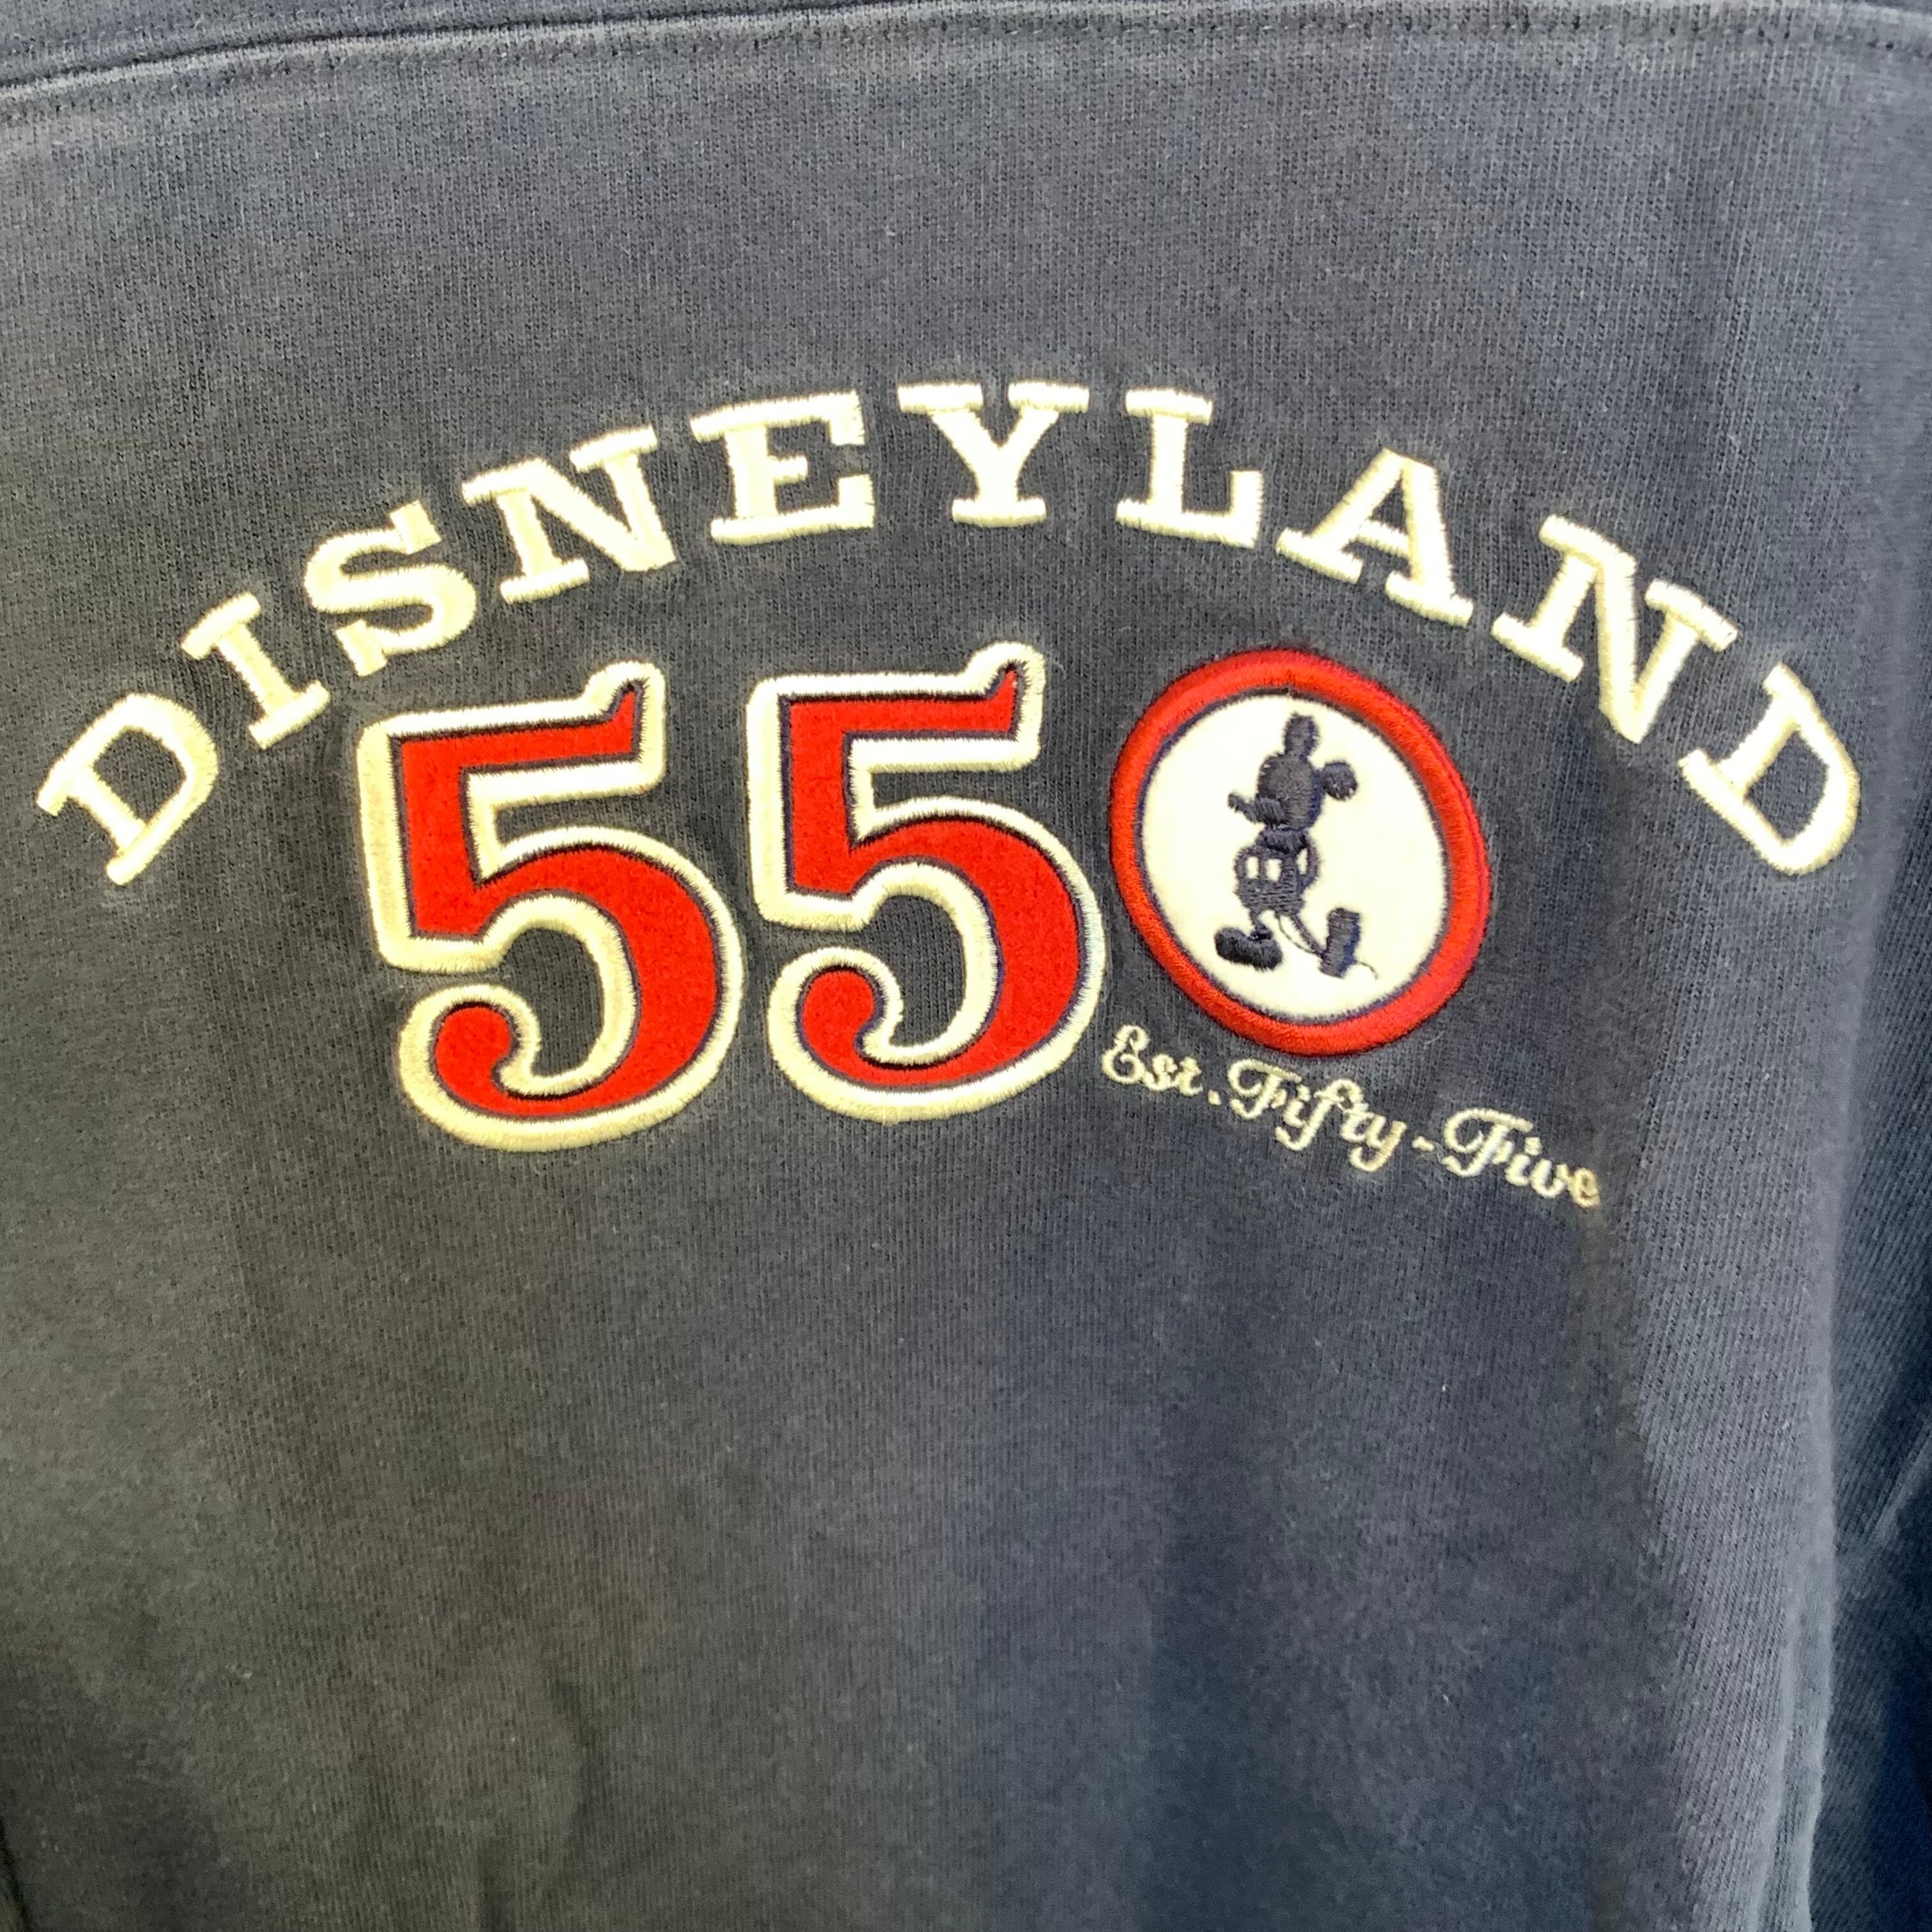 DISNEYLAND
55
Est. Fifty-Five